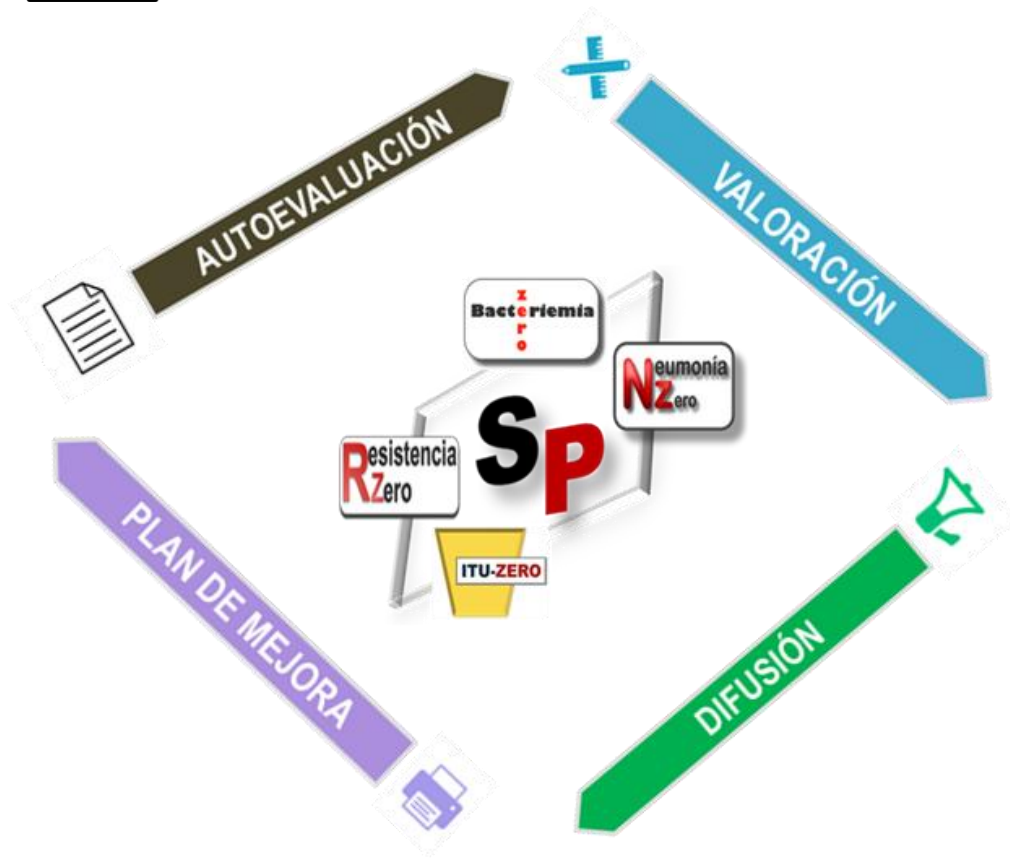 AUTOEVALUACIÓN
VALORACIÓN
Bacteriemia
zero
Neumonía
Zero
Resistencia
Zero
SP
ITU-ZERO
PLAN DE MEJORA
DIFUSIÓN